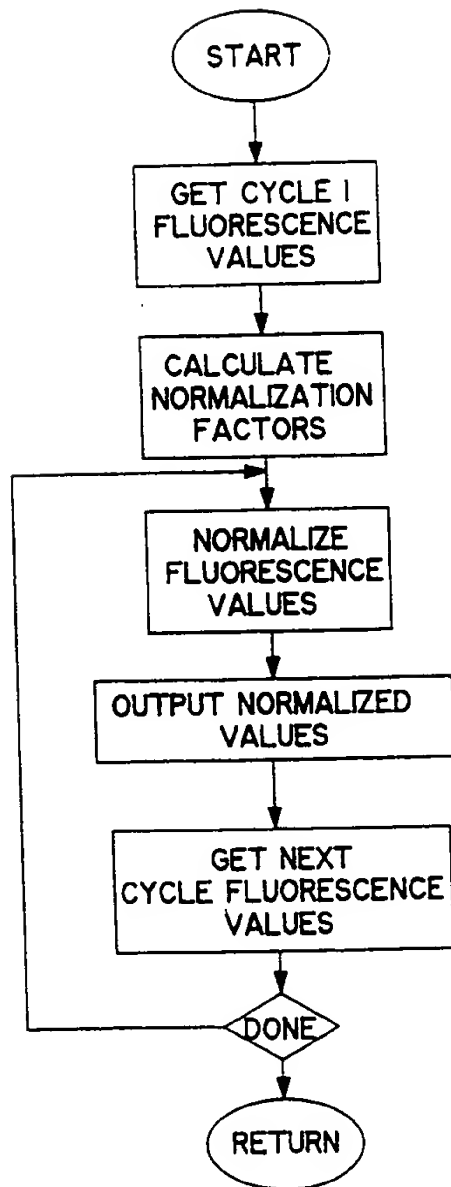 START
GET CYCLE 1
FLUORESCENCE
VALUES
CALCULATE
NORMALIZATION
FACTORS
NORMALIZE
FLUORESCENCE
VALUES
OUTPUT NORMALIZED
VALUES
GET NEXT
CYCLE FLUORESCENCE
VALUES
DONE
RETURN